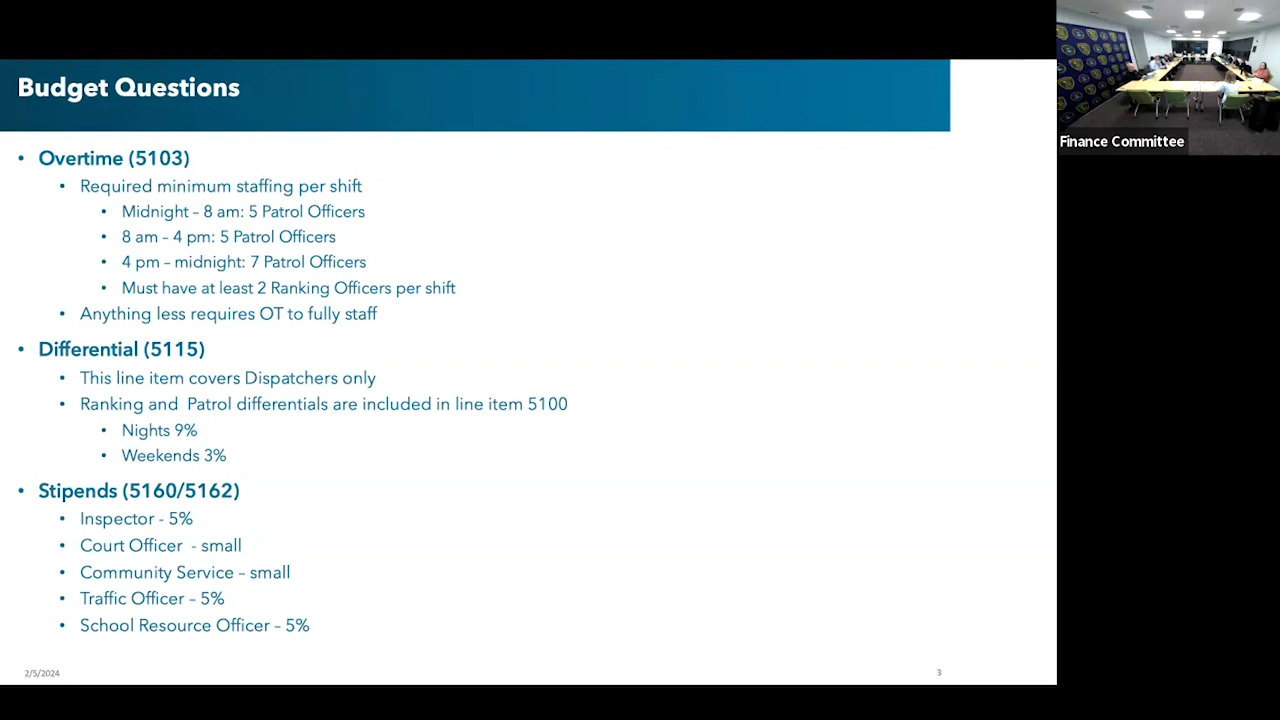 Budget Questions
• Overtime (5103)
• Required minimum staffing per shift
• Midnight – 8 am: 5 Patrol Officers
• 8 am – 4 pm: 5 Patrol Officers
• 4 pm – midnight: 7 Patrol Officers
• Must have at least 2 Ranking Officers per shift
• Anything less requires OT to fully staff
• Differential (5115)
• This line item covers Dispatchers only
• Ranking and  Patrol differentials are included in line item 5100
• Nights 9%
• Weekends 3%
• Stipends (5160/5162)
• Inspector - 5%
• Court Officer  - small
• Community Service – small
• Traffic Officer – 5%
• School Resource Officer – 5%
2/5/2024
3
Finance Committee